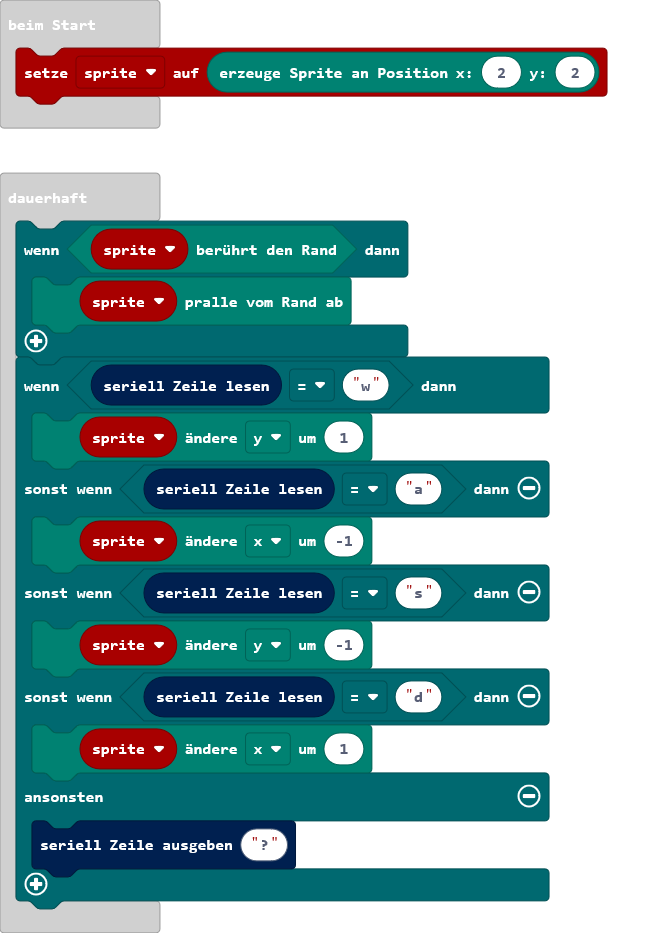 beim Start
setze sprite auf erzeuge Sprite an Position x: 2 y: 2
dauerhaft
wenn sprite berührt den Rand dann
sprite pralle vom Rand ab
wenn seriell Zeile lesen = "w" dann
sprite ändere y um 1
sonst wenn seriell Zeile lesen = "a" dann
sprite ändere x um -1
sonst wenn seriell Zeile lesen = "s" dann
sprite ändere y um -1
sonst wenn seriell Zeile lesen = "d" dann
sprite ändere x um 1
ansonsten
seriell Zeile ausgeben "?"